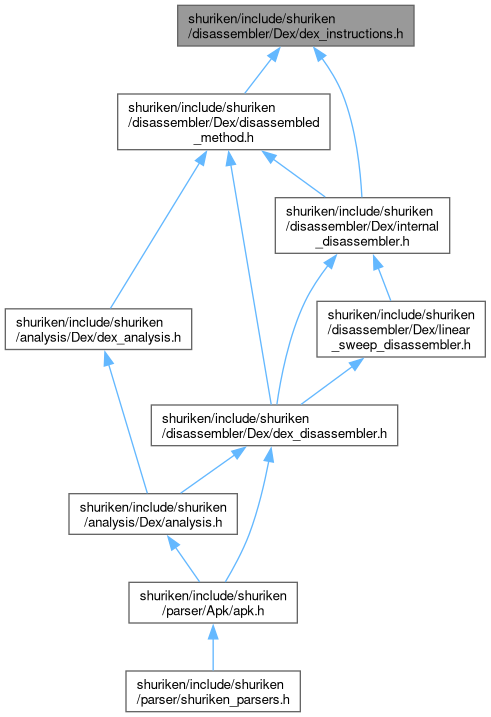 shuriken/include/shuriken
/disassembler/Dex/dex_instructions.h
shuriken/include/shuriken
/disassembler/Dex/disassembled
_method.h
shuriken/include/shuriken
/disassembler/Dex/internal
_disassembler.h
shuriken/include/shuriken
/analysis/Dex/dex_analysis.h
shuriken/include/shuriken
/disassembler/Dex/linear
_sweep_disassembler.h
shuriken/include/shuriken
/disassembler/Dex/dex_disassembler.h
shuriken/include/shuriken
/analysis/Dex/analysis.h
shuriken/include/shuriken
/parser/Apk/apk.h
shuriken/include/shuriken
/parser/shuriken_parsers.h